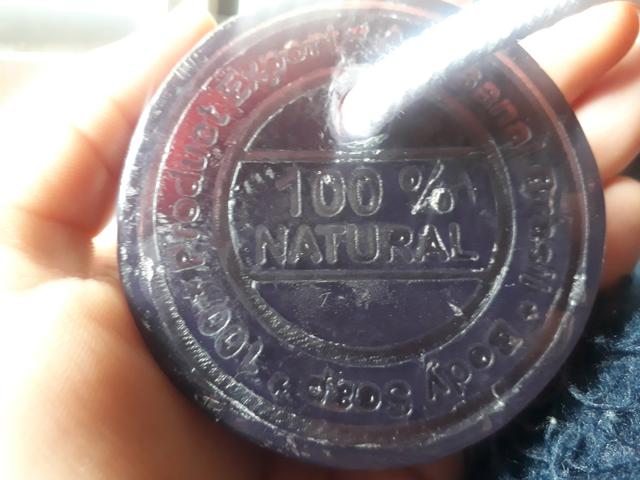 100 %
NATURAL
Product Export
Brasil • Body Soap • 100%